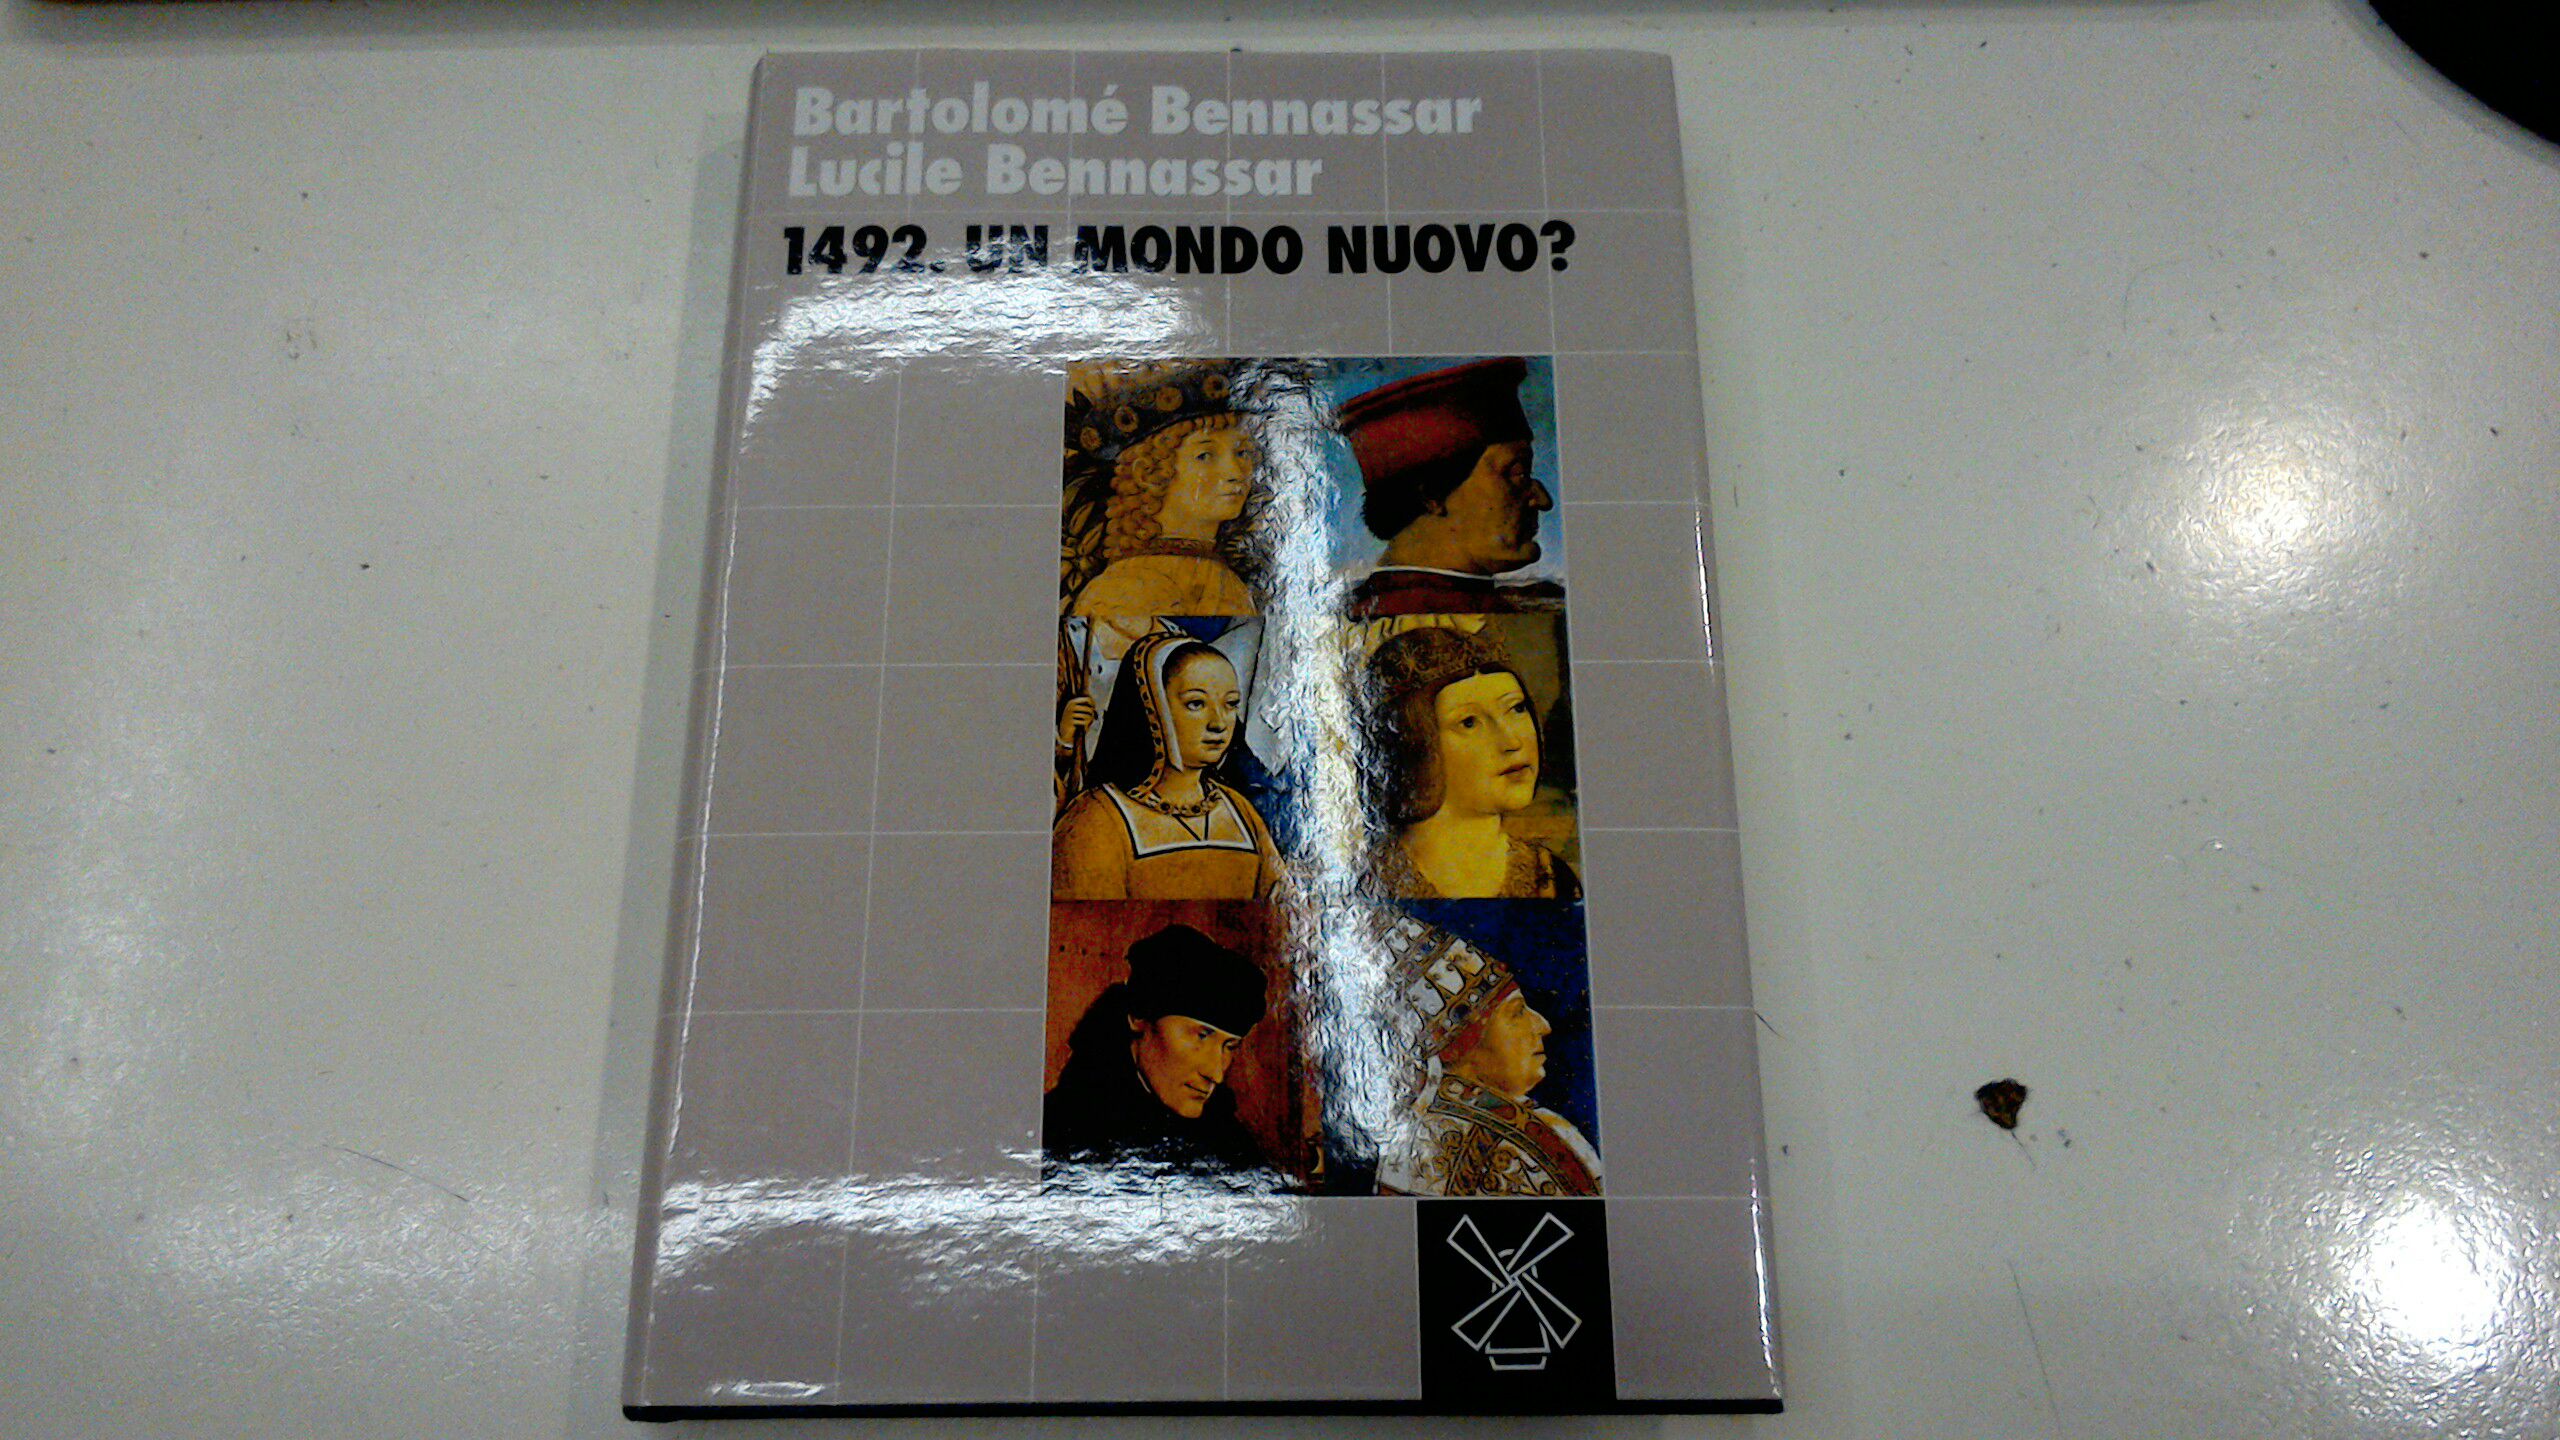 Bartolomé Bennassar
Lucile Bennassar
1492. UN MONDO NUOVO?